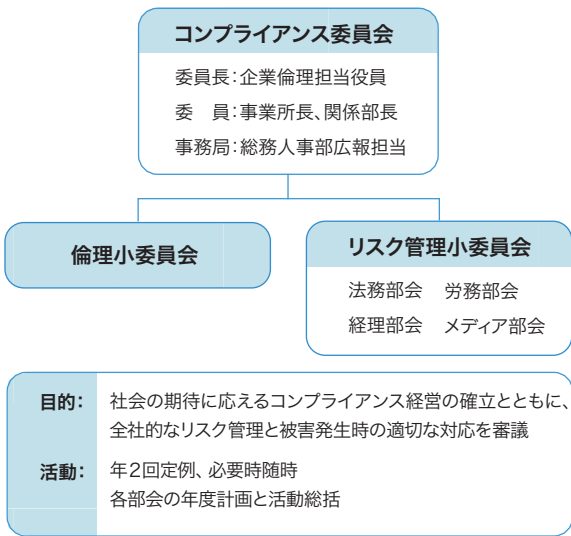 コンプライアンス委員会
委員長：企業倫理担当役員
委　員：事業所長、関係部長
事務局：総務人事部広報担当
倫理小委員会
リスク管理小委員会
法務部会　労務部会
経理部会　メディア部会
目的：　社会の期待に応えるコンプライアンス経営の確立とともに、
全社的なリスク管理と被害発生時の適切な対応を審議
活動：　年2回定例、必要時随時
各部会の年度計画と活動総括